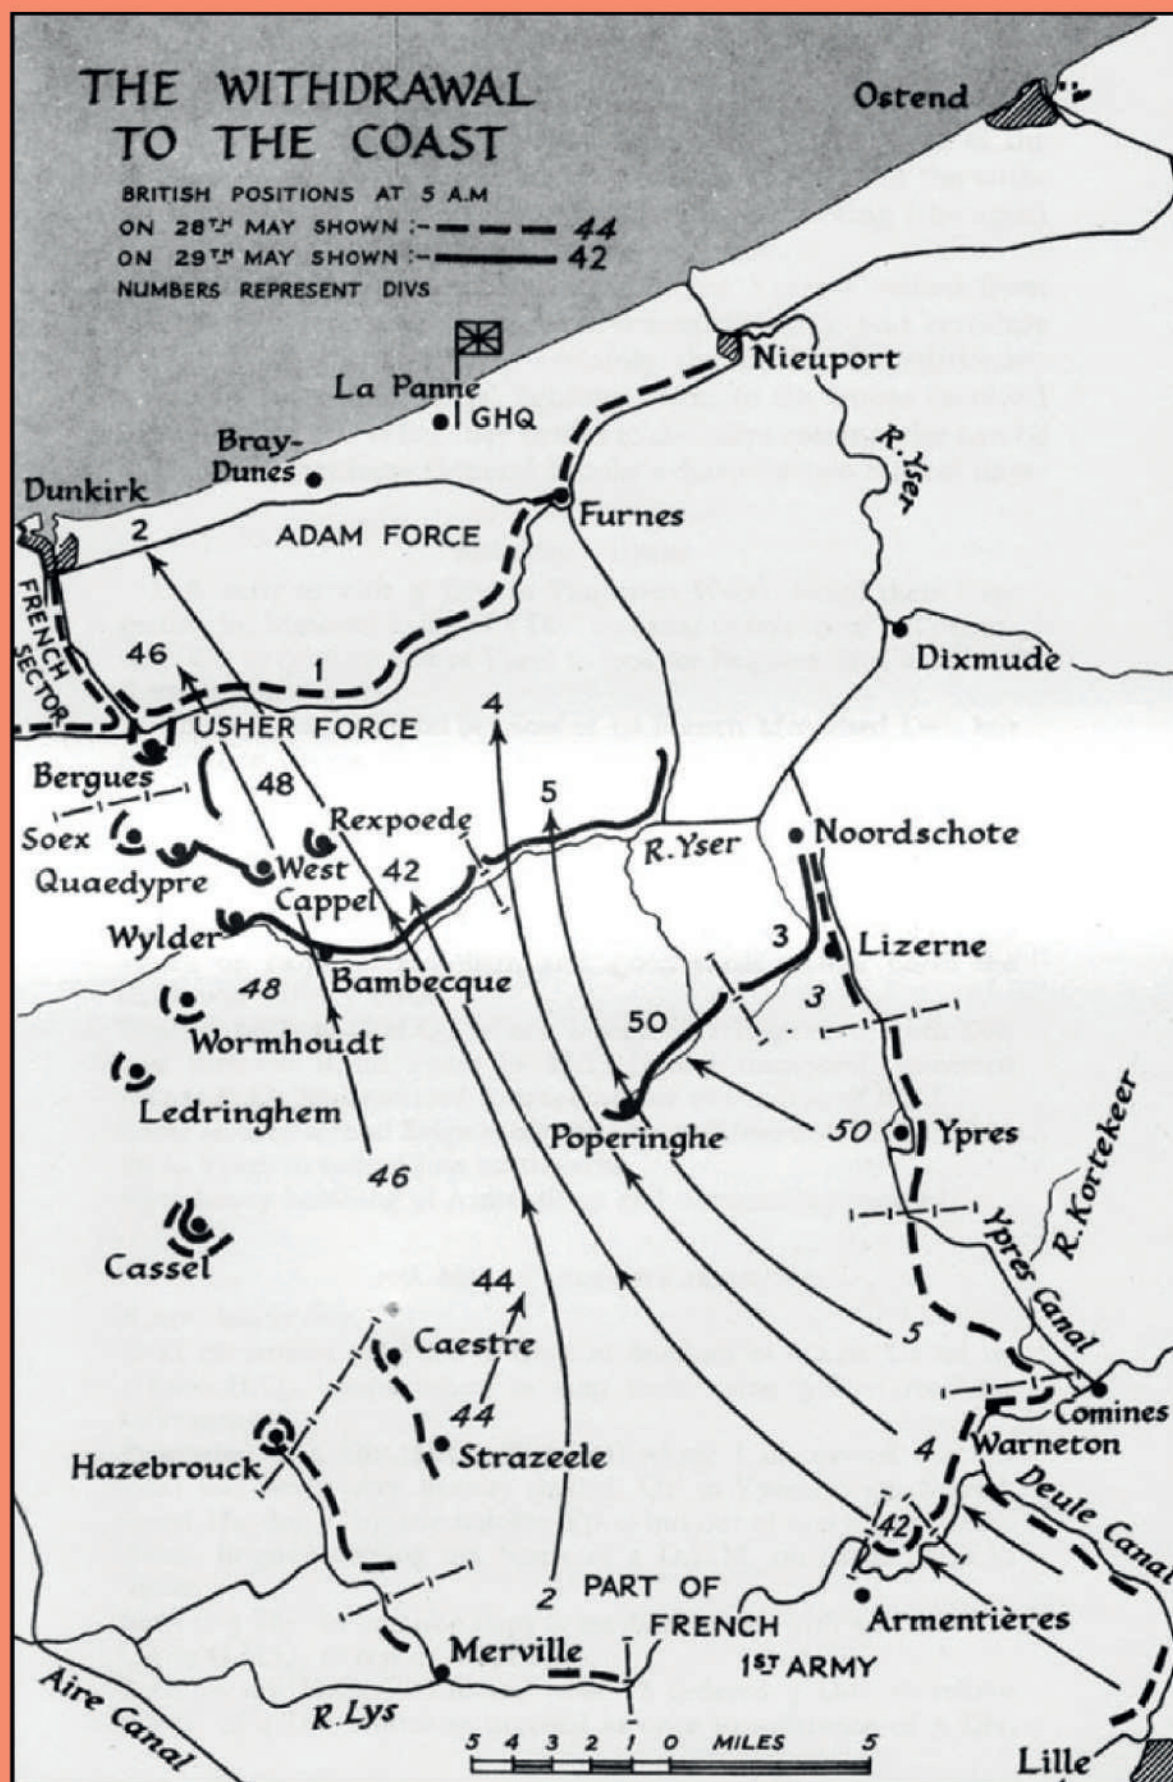 THE WITHDRAWAL
TO THE COAST
BRITISH POSITIONS AT 5 A.M
ON 28TH MAY SHOWN :- 44
ON 29TH MAY SHOWN :- 42
NUMBERS REPRESENT DIVS
Ostend
Nieuport
La Panne
GHQ
Bray-
Dunes
R. Yser
Dunkirk
2
ADAM FORCE
Furnes
FRENCH
SECTOR
46
1
Dixmude
4
USHER FORCE
Bergues
48
5
Soex
Rexpoede
Noordschote
R. Yser
Quaedypre
West
Cappel
42
Wylder
3
Lizerne
Bambecque
48
3
Wormhoudt
50
Ledringhem
Poperinghe
50
Ypres
46
R. Kortekeer
Ypres Canal
Cassel
44
5
Caestre
44
Comines
Hazebrouck
Strazeele
4
Warneton
Deule Canal
42
2
PART OF
FRENCH
1ST ARMY
Armentières
Merville
Aire Canal
R. Lys
5 4 3 2 1 0 MILES 5
Lille